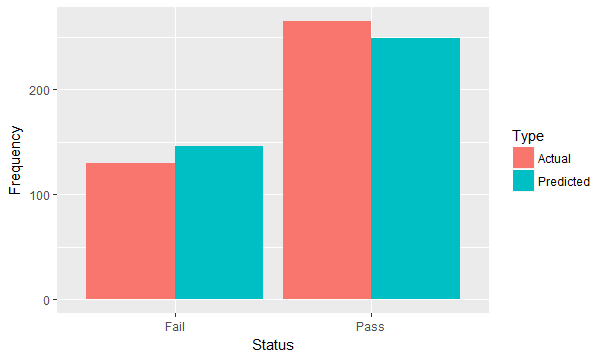 Frequency
200
100
0
Fail Pass
Status
Type
Actual
Predicted